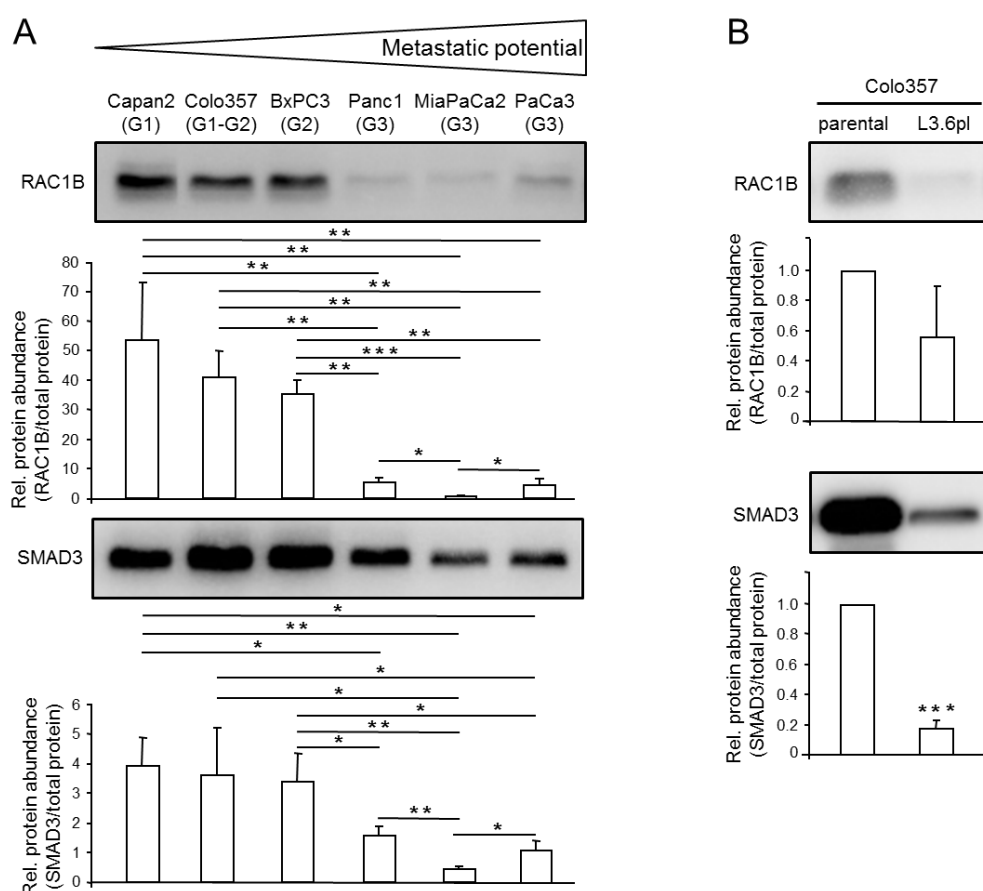 A
Metastatic potential
Capan2 Colo357 BxPC3 Panc1 MiaPaCa2 PaCa3
(G1) (G1-G2) (G2) (G3) (G3) (G3)
RAC1B
Rel. protein abundance
(RAC1B/total protein)
80
70
60
50
40
30
20
10
0
**
**
**
**
**
**
**
***
**
*
*
SMAD3
Rel. protein abundance
(SMAD3/total protein)
6
5
4
3
2
1
0
*
**
*
*
*
*
**
*
**
*
B
Colo357
parental L3.6pl
RAC1B
Rel. protein abundance
(RAC1B/total protein)
1.0
0.8
0.6
0.4
0.2
0
SMAD3
Rel. protein abundance
(SMAD3/total protein)
1.0
0.8
0.6
0.4
0.2
0
***